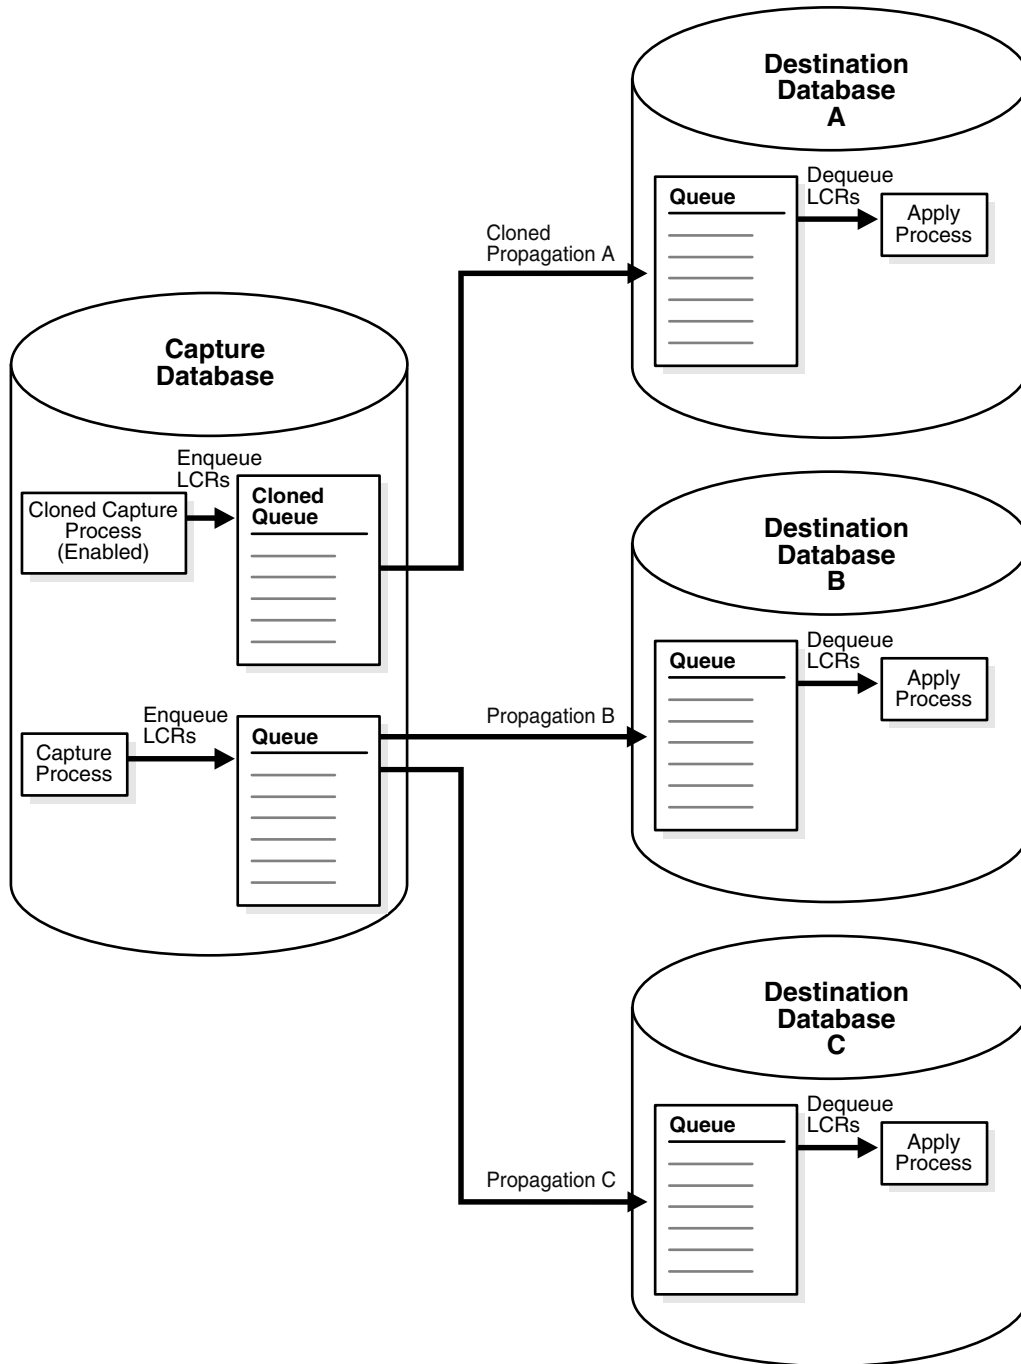 Destination
Database
A
Queue
Dequeue
LCRs
Apply
Process
Cloned
Propagation A
Capture
Database
Enqueue
LCRs
Cloned Capture
Process
(Enabled)
Cloned
Queue
Destination
Database
B
Queue
Dequeue
LCRs
Apply
Process
Propagation B
Enqueue
LCRs
Capture
Process
Queue
Destination
Database
C
Queue
Dequeue
LCRs
Apply
Process
Propagation C